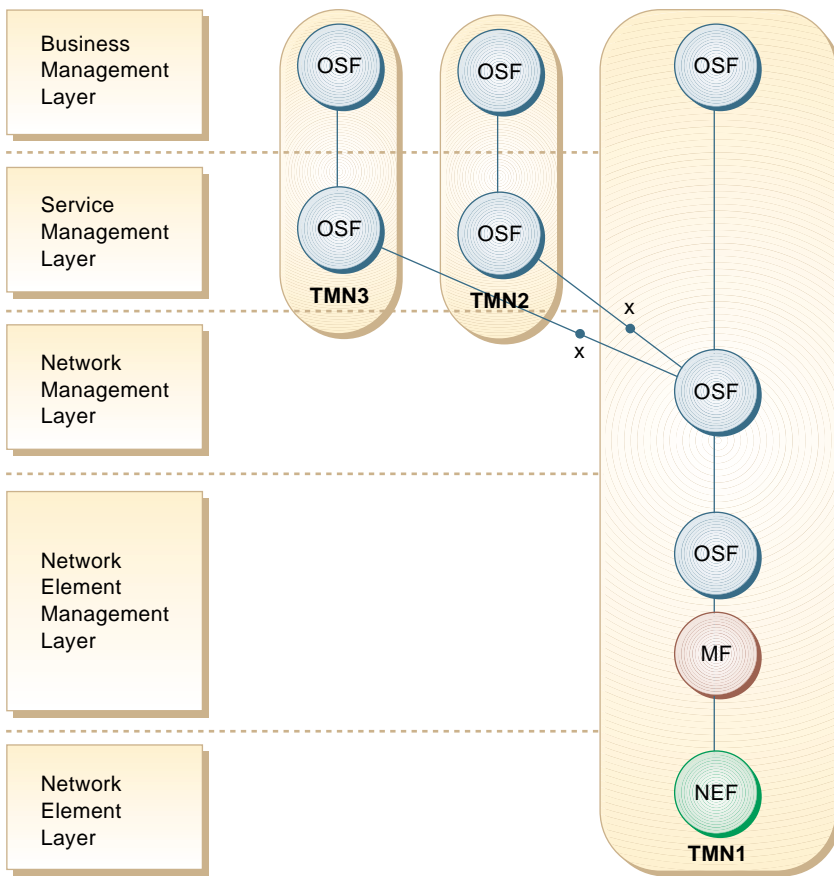 Business
Management
Layer
OSF
OSF
OSF
Service
Management
Layer
OSF
OSF
TMN3
TMN2
x
x
Network
Management
Layer
OSF
Network
Element
Management
Layer
OSF
MF
Network
Element
Layer
NEF
TMN1